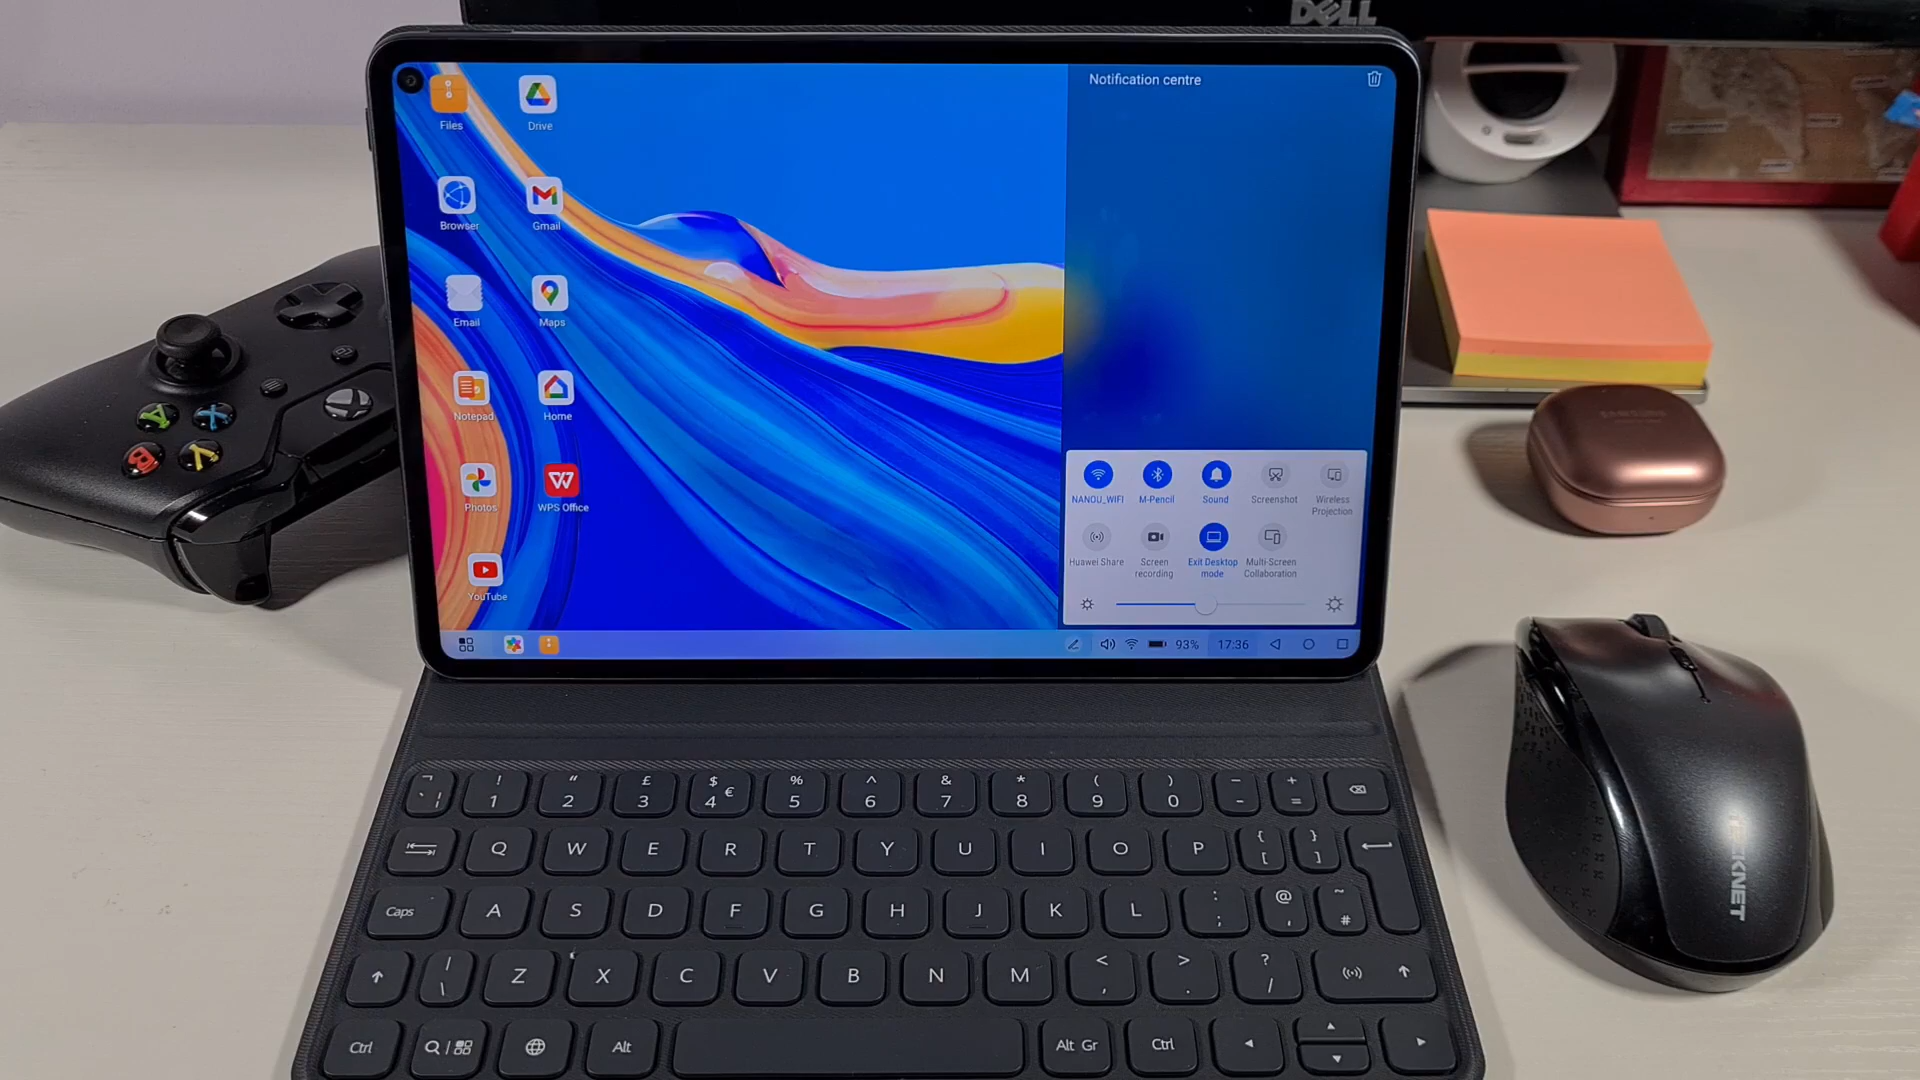 DELL
Notification centre
Files
Drive
Browser
Gmail
Email
Maps
Notepad
Home
Photos
WPS Office
YouTube
NANOU_WIFI
M-Pencil
Sound
Screenshot
Wireless
Projection
Huawei Share
Screen
recording
Exit Desktop
mode
Multi-Screen
Collaboration
93%
17:36
SAMSUNG
Y
X
B
A
TECKNET
¬ ` ¦
! 1
“ 2
£ 3
$ 4 €
% 5
^ 6
& 7
* 8
( 9
) 0
_ -
+ =
Q W E R T Y U I O P { [ } ]
Caps A S D F G H J K L : ; @ ' ~ #
| \ Z X C V B N M < , > . ? /
Ctrl
Alt
Alt Gr
Ctrl